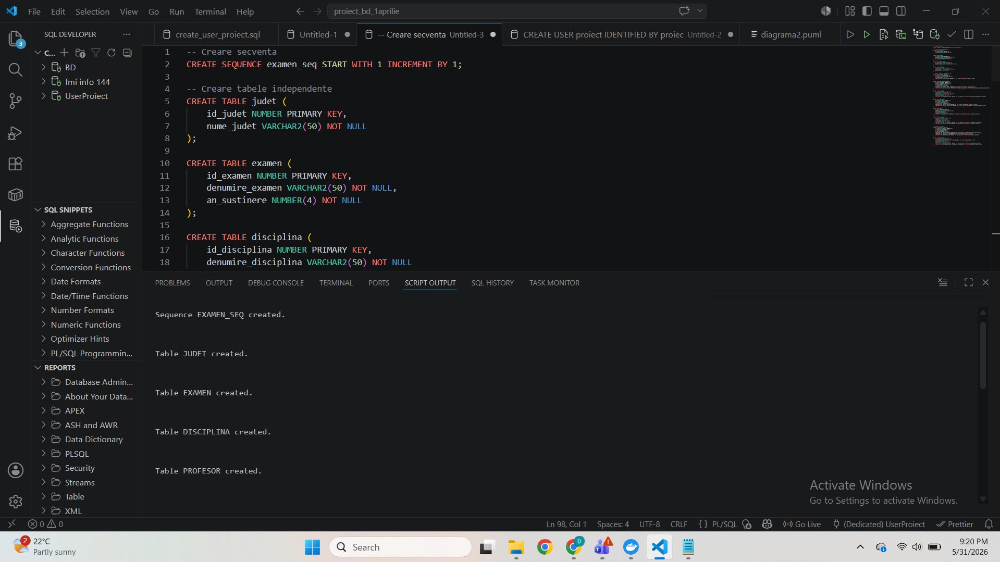 File Edit Selection View Go Run Terminal Help
proiect_bd_1aprilie
SQL DEVELOPER
create_user_proiect.sql
Untitled-1
-- Creare secventa Untitled-3
CREATE USER proiect IDENTIFIED BY proiec Untitled-2
diagrama2.puml
3
C...
BD
fmi info 144
UserProiect
1 -- Creare secventa
2 CREATE SEQUENCE examen_seq START WITH 1 INCREMENT BY 1;
3
4 -- Creare tabele independente
5 CREATE TABLE judet (
6 id_judet NUMBER PRIMARY KEY,
7 nume_judet VARCHAR2(50) NOT NULL
8 );
9
10 CREATE TABLE examen (
11 id_examen NUMBER PRIMARY KEY,
12 denumire_examen VARCHAR2(50) NOT NULL,
13 an_sustinere NUMBER(4) NOT NULL
14 );
15
16 CREATE TABLE disciplina (
17 id_disciplina NUMBER PRIMARY KEY,
18 denumire_disciplina VARCHAR2(50) NOT NULL
SQL SNIPPETS
Aggregate Functions
Analytic Functions
Character Functions
Conversion Functions
Date Formats
Date/Time Functions
Number Formats
Numeric Functions
Optimizer Hints
PL/SQL Programmin...
REPORTS
Database Admin...
About Your Data...
APEX
ASH and AWR
Data Dictionary
PLSQL
Security
Streams
Table
XML
PROBLEMS OUTPUT DEBUG CONSOLE TERMINAL PORTS SCRIPT OUTPUT SQL HISTORY TASK MONITOR
Sequence EXAMEN_SEQ created.
Table JUDET created.
Table EXAMEN created.
Table DISCIPLINA created.
Table PROFESOR created.
Activate Windows
Go to Settings to activate Windows.
0 0
Ln 98, Col 1 Spaces: 4 UTF-8 CRLF { } PL/SQL Go Live (Dedicated) UserProiect Prettier
2
22°C
Partly sunny
Search
D
T
9:20 PM
5/31/2026